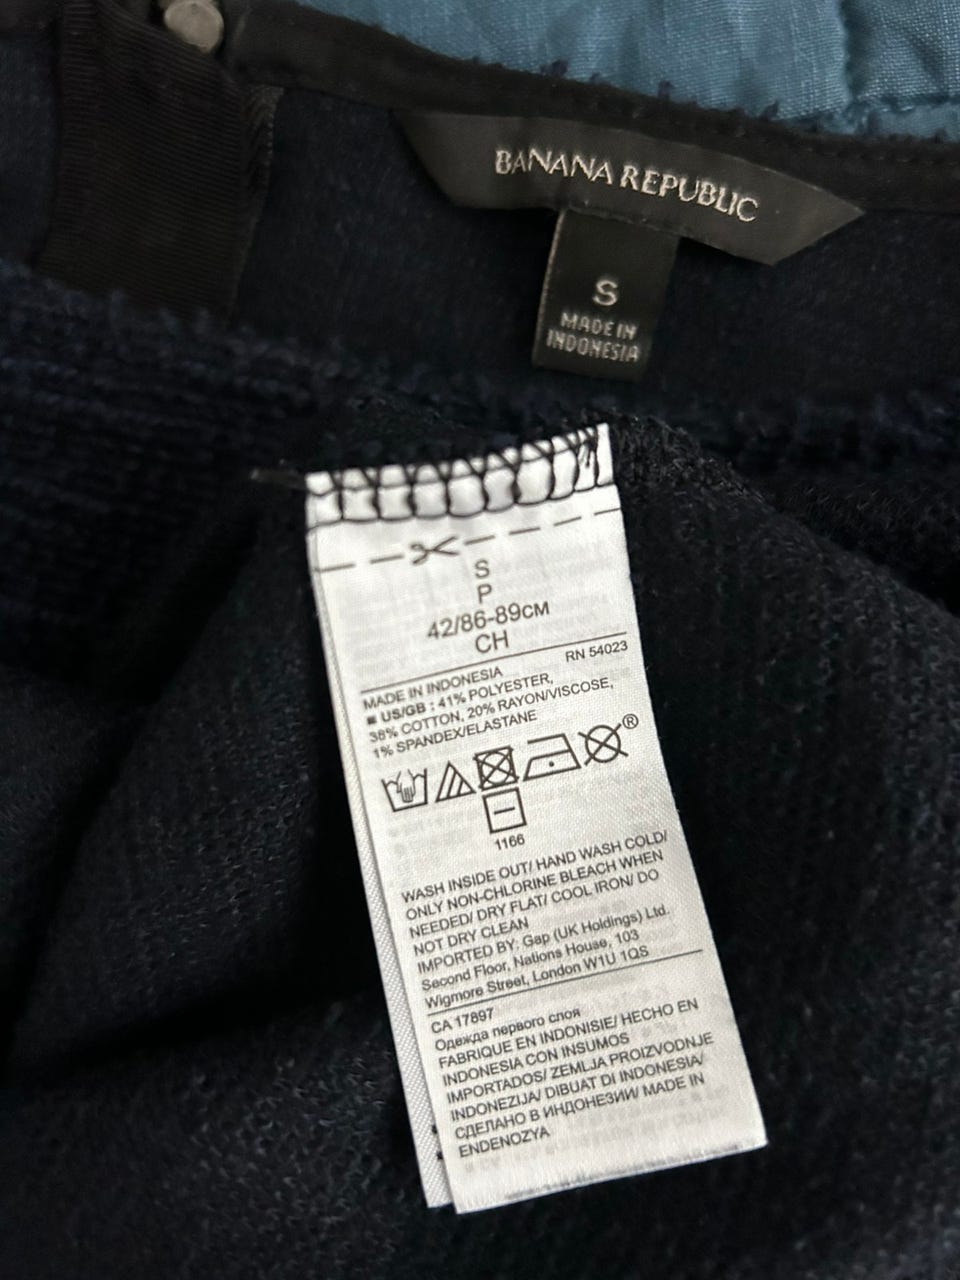 BANANA REPUBLIC
S
MADE IN
INDONESIA
S
P
42/86-89CM
CH
RN 54023
MADE IN INDONESIA
■ US/GB : 41% POLYESTER,
38% COTTON, 20% RAYON/VISCOSE,
1% SPANDEX/ELASTANE
®
1166
WASH INSIDE OUT/ HAND WASH COLD/
ONLY NON-CHLORINE BLEACH WHEN
NEEDED/ DRY FLAT/ COOL IRON/ DO
NOT DRY CLEAN
IMPORTED BY: Gap (UK Holdings) Ltd.
Second Floor, Nations House, 103
Wigmore Street, London W1U 1QS
CA 17897
Одежда первого слоя
FABRIQUE EN INDONISIE/ HECHO EN
INDONESIA CON INSUMOS
IMPORTADOS/ ZEMLJA PROIZVODNJE
INDONEZIJA/ DIBUAT DI INDONESIA/
СДЕЛАНО В ИНДОНЕЗИИ/ MADE IN
ENDENOZYA